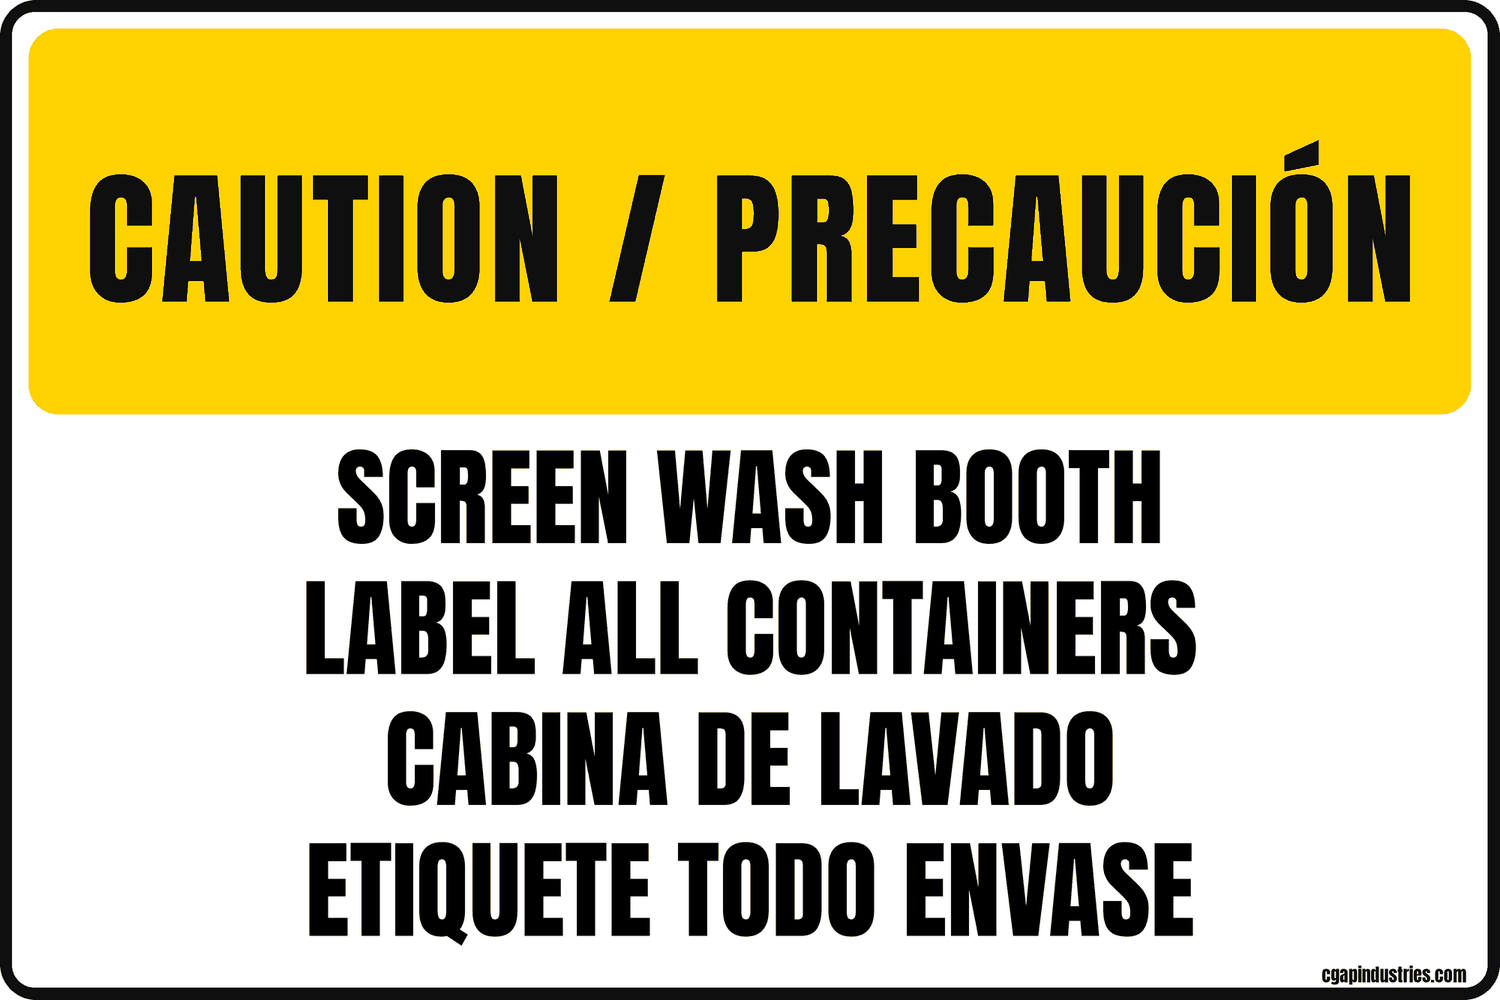 CAUTION / PRECAUCIÓN
SCREEN WASH BOOTH
LABEL ALL CONTAINERS
CABINA DE LAVADO
ETIQUETE TODO ENVASE
cgapindustries.com